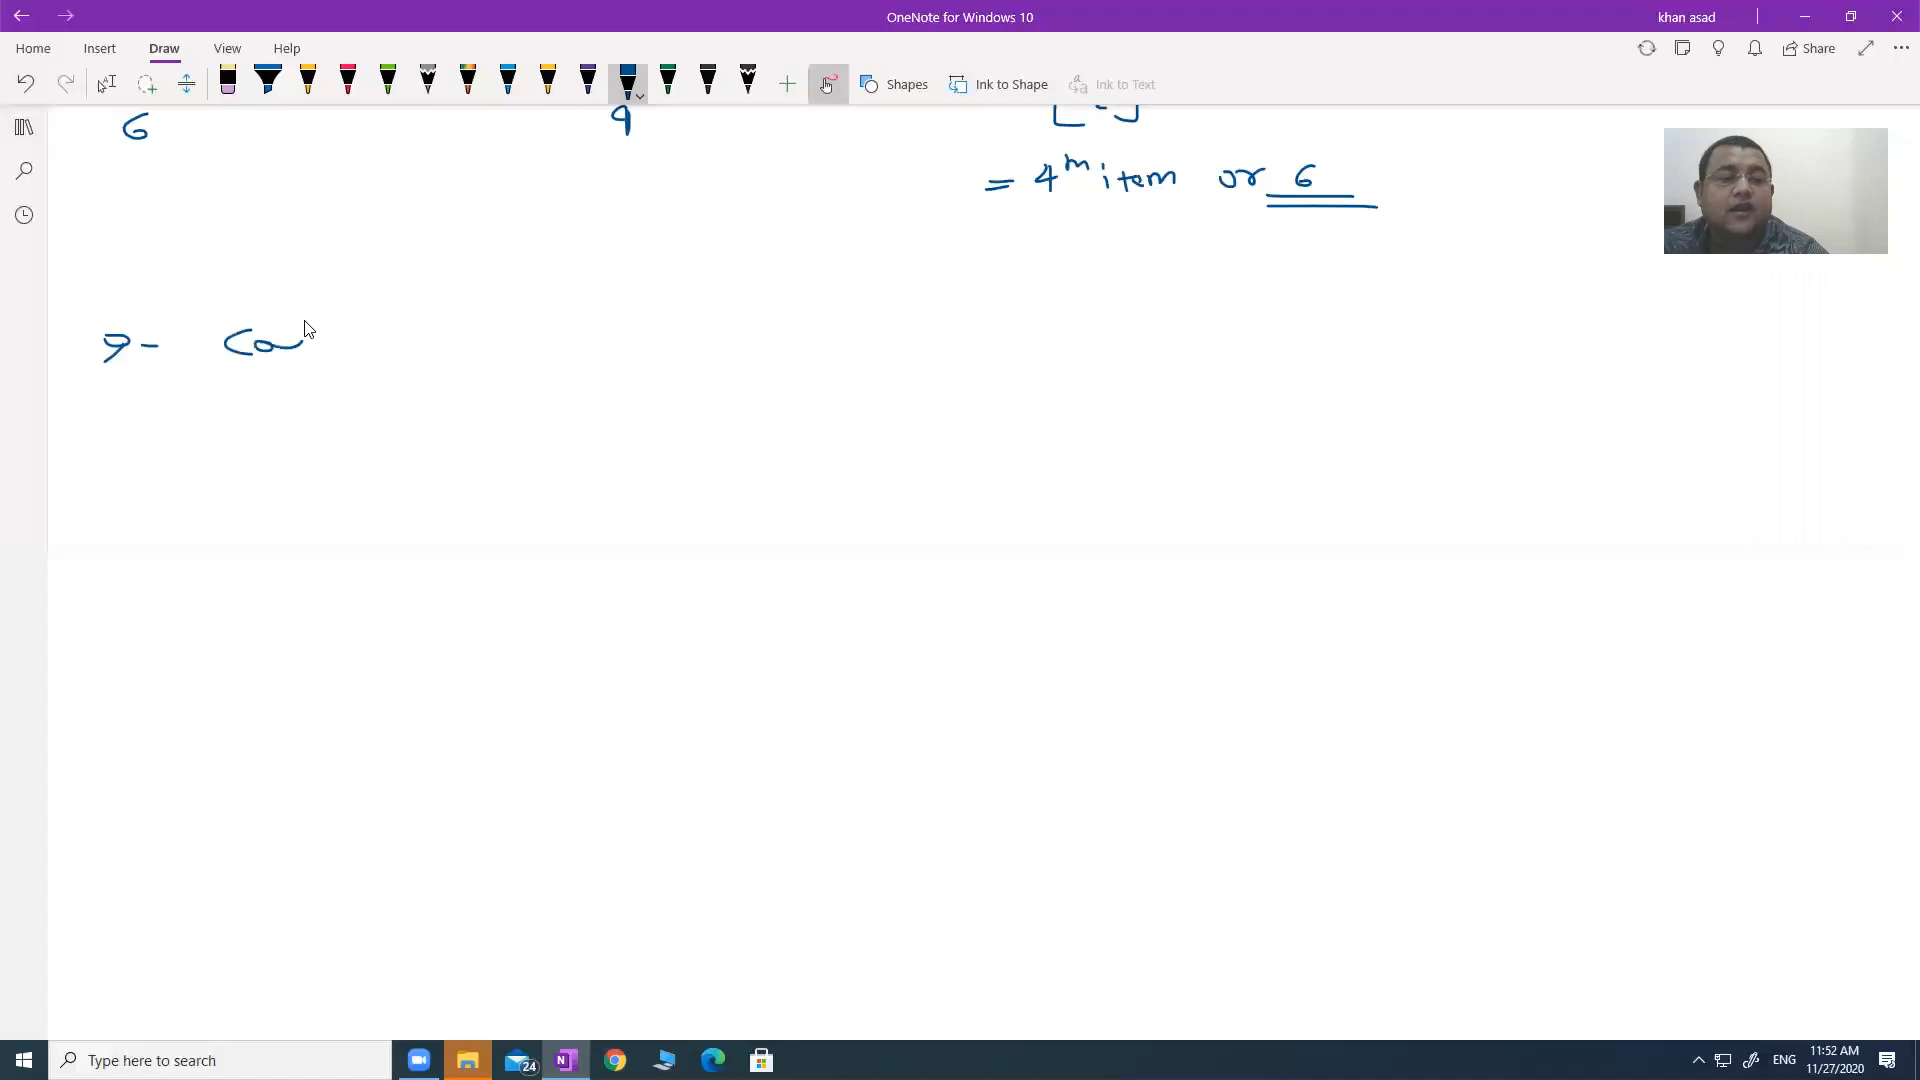 OneNote for Windows 10
khan asad
Home Insert Draw View Help
Share
Shapes
Ink to Shape
Ink to Text
6
9
= 4th item or 6
Type here to search
24
ENG
11:52 AM
11/27/2020